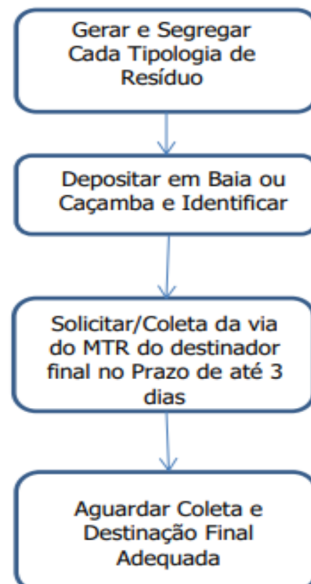 Gerar e Segregar
Cada Tipologia de
Resíduo
Depositar em Baia ou
Caçamba e Identificar
Solicitar/Coleta da via
do MTR do destinador
final no Prazo de até 3
dias
Aguardar Coleta e
Destinação Final
Adequada